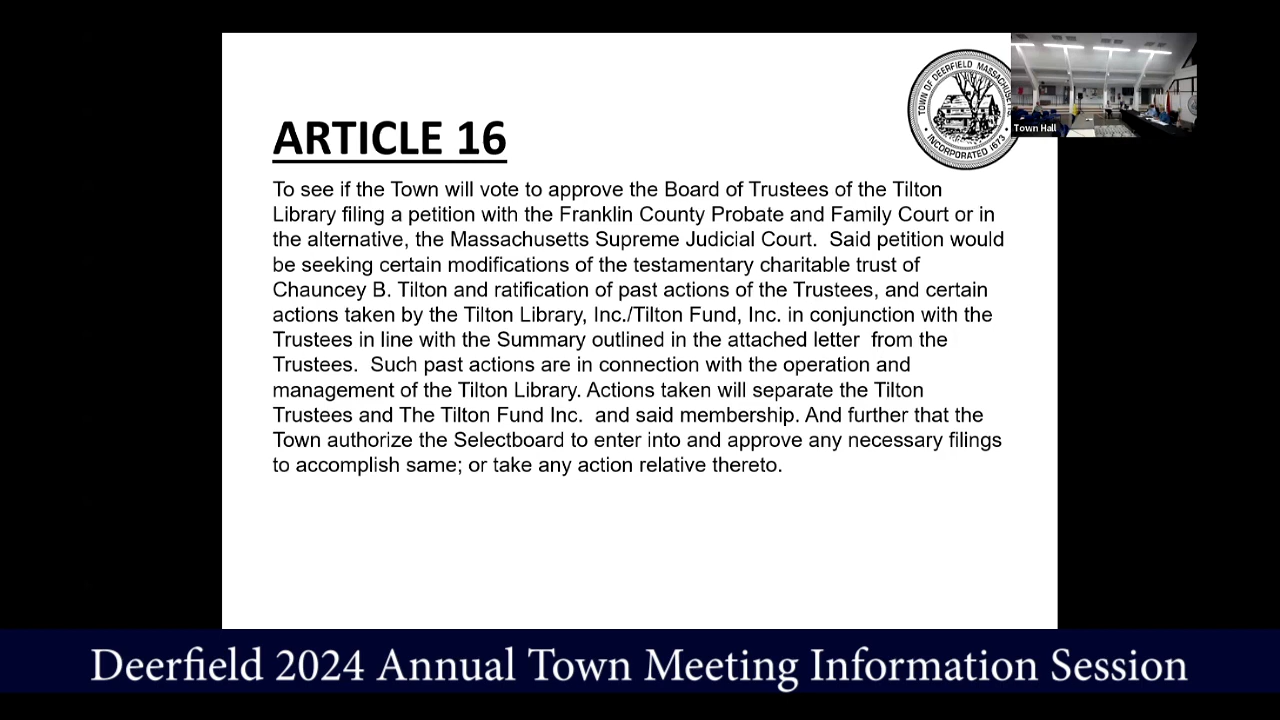 TOWN OF DEERFIELD MASSACHUSE
INCORPORATED 1673
Town Hall
ARTICLE 16
To see if the Town will vote to approve the Board of Trustees of the Tilton
Library filing a petition with the Franklin County Probate and Family Court or in
the alternative, the Massachusetts Supreme Judicial Court.  Said petition would
be seeking certain modifications of the testamentary charitable trust of
Chauncey B. Tilton and ratification of past actions of the Trustees, and certain
actions taken by the Tilton Library, Inc./Tilton Fund, Inc. in conjunction with the
Trustees in line with the Summary outlined in the attached letter  from the
Trustees.  Such past actions are in connection with the operation and
management of the Tilton Library. Actions taken will separate the Tilton
Trustees and The Tilton Fund Inc.  and said membership. And further that the
Town authorize the Selectboard to enter into and approve any necessary filings
to accomplish same; or take any action relative thereto.
Deerfield 2024 Annual Town Meeting Information Session